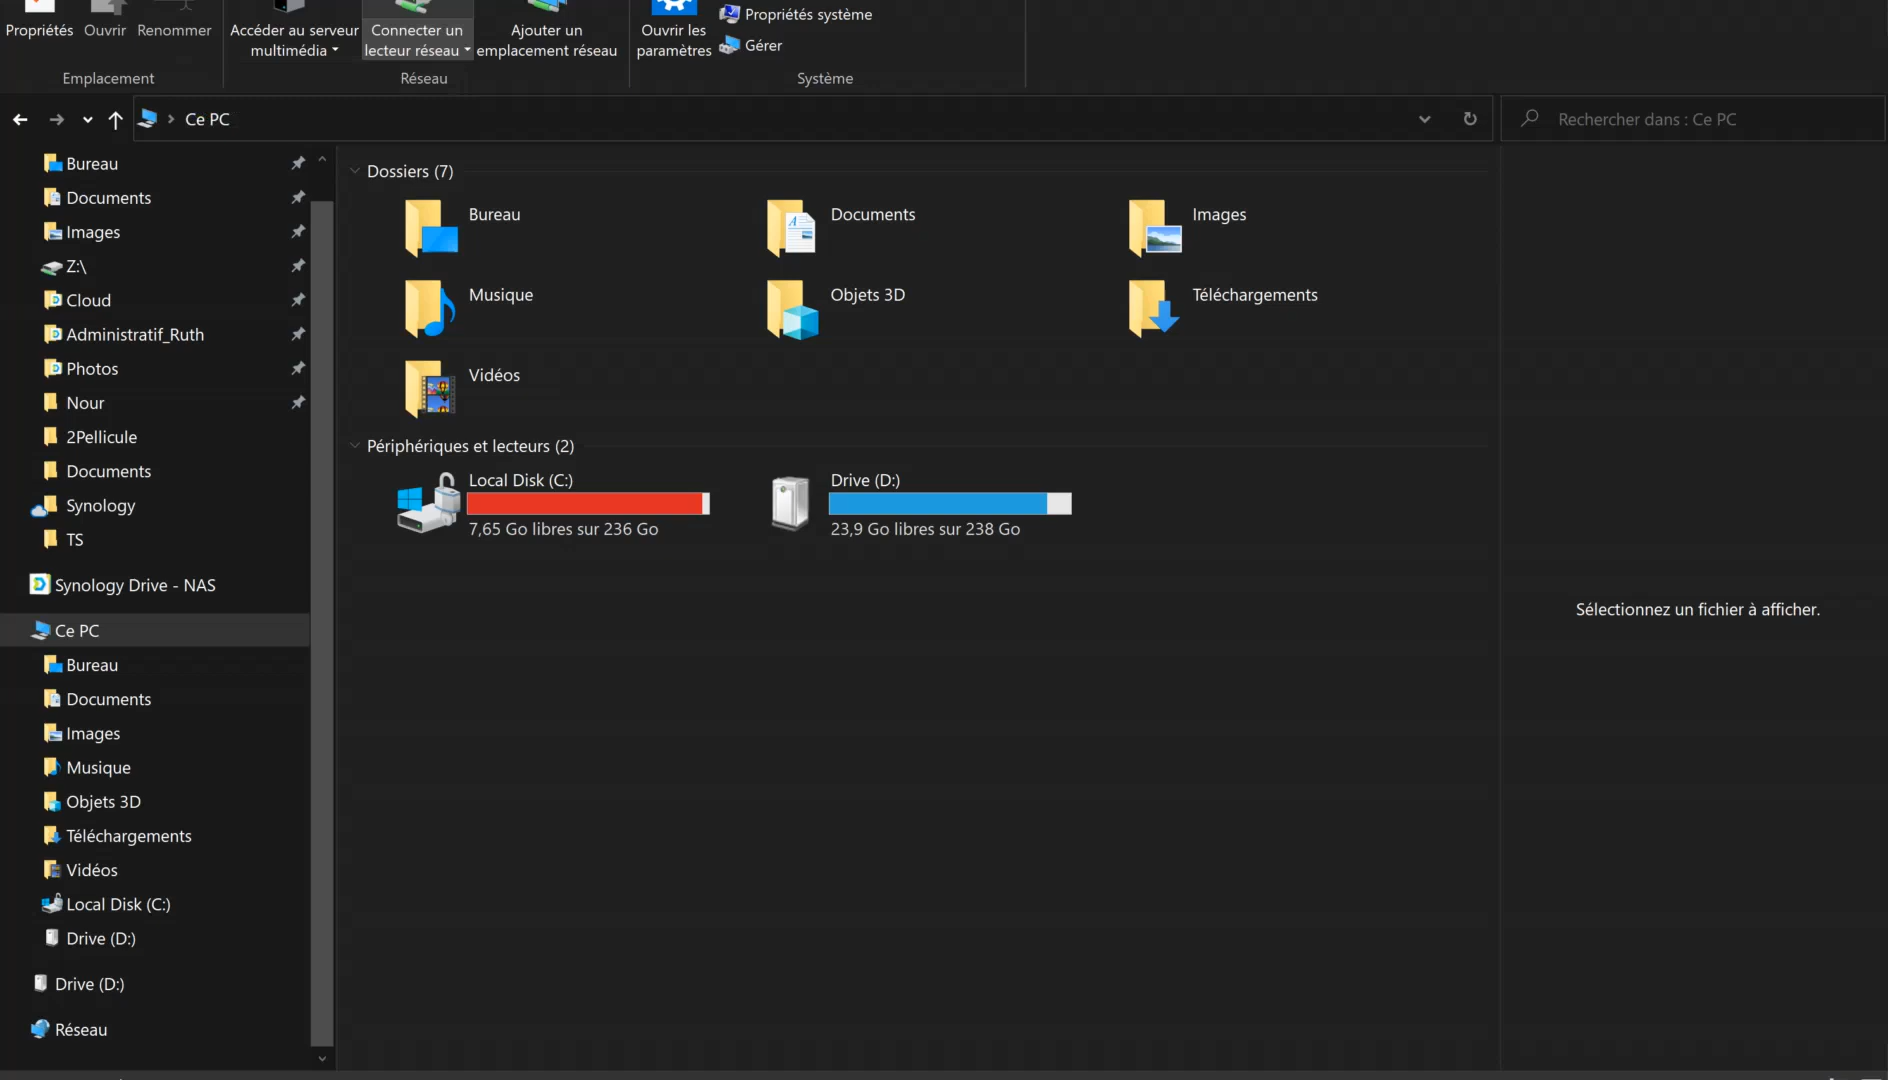 Propriétés
Ouvrir
Renommer
Emplacement
Accéder au serveur
multimédia
Connecter un
lecteur réseau
Ajouter un
emplacement réseau
Réseau
Ouvrir les
paramètres
Propriétés système
Gérer
Système
Ce PC
Rechercher dans : Ce PC
Bureau
Documents
Images
Z:\
Cloud
Administratif_Ruth
Photos
Nour
2Pellicule
Documents
Synology
TS
Synology Drive - NAS
Ce PC
Bureau
Documents
Images
Musique
Objets 3D
Téléchargements
Vidéos
Local Disk (C:)
Drive (D:)
Drive (D:)
Réseau
Dossiers (7)
Bureau
Documents
Images
Musique
Objets 3D
Téléchargements
Vidéos
Périphériques et lecteurs (2)
Local Disk (C:)
7,65 Go libres sur 236 Go
Drive (D:)
23,9 Go libres sur 238 Go
Sélectionnez un fichier à afficher.